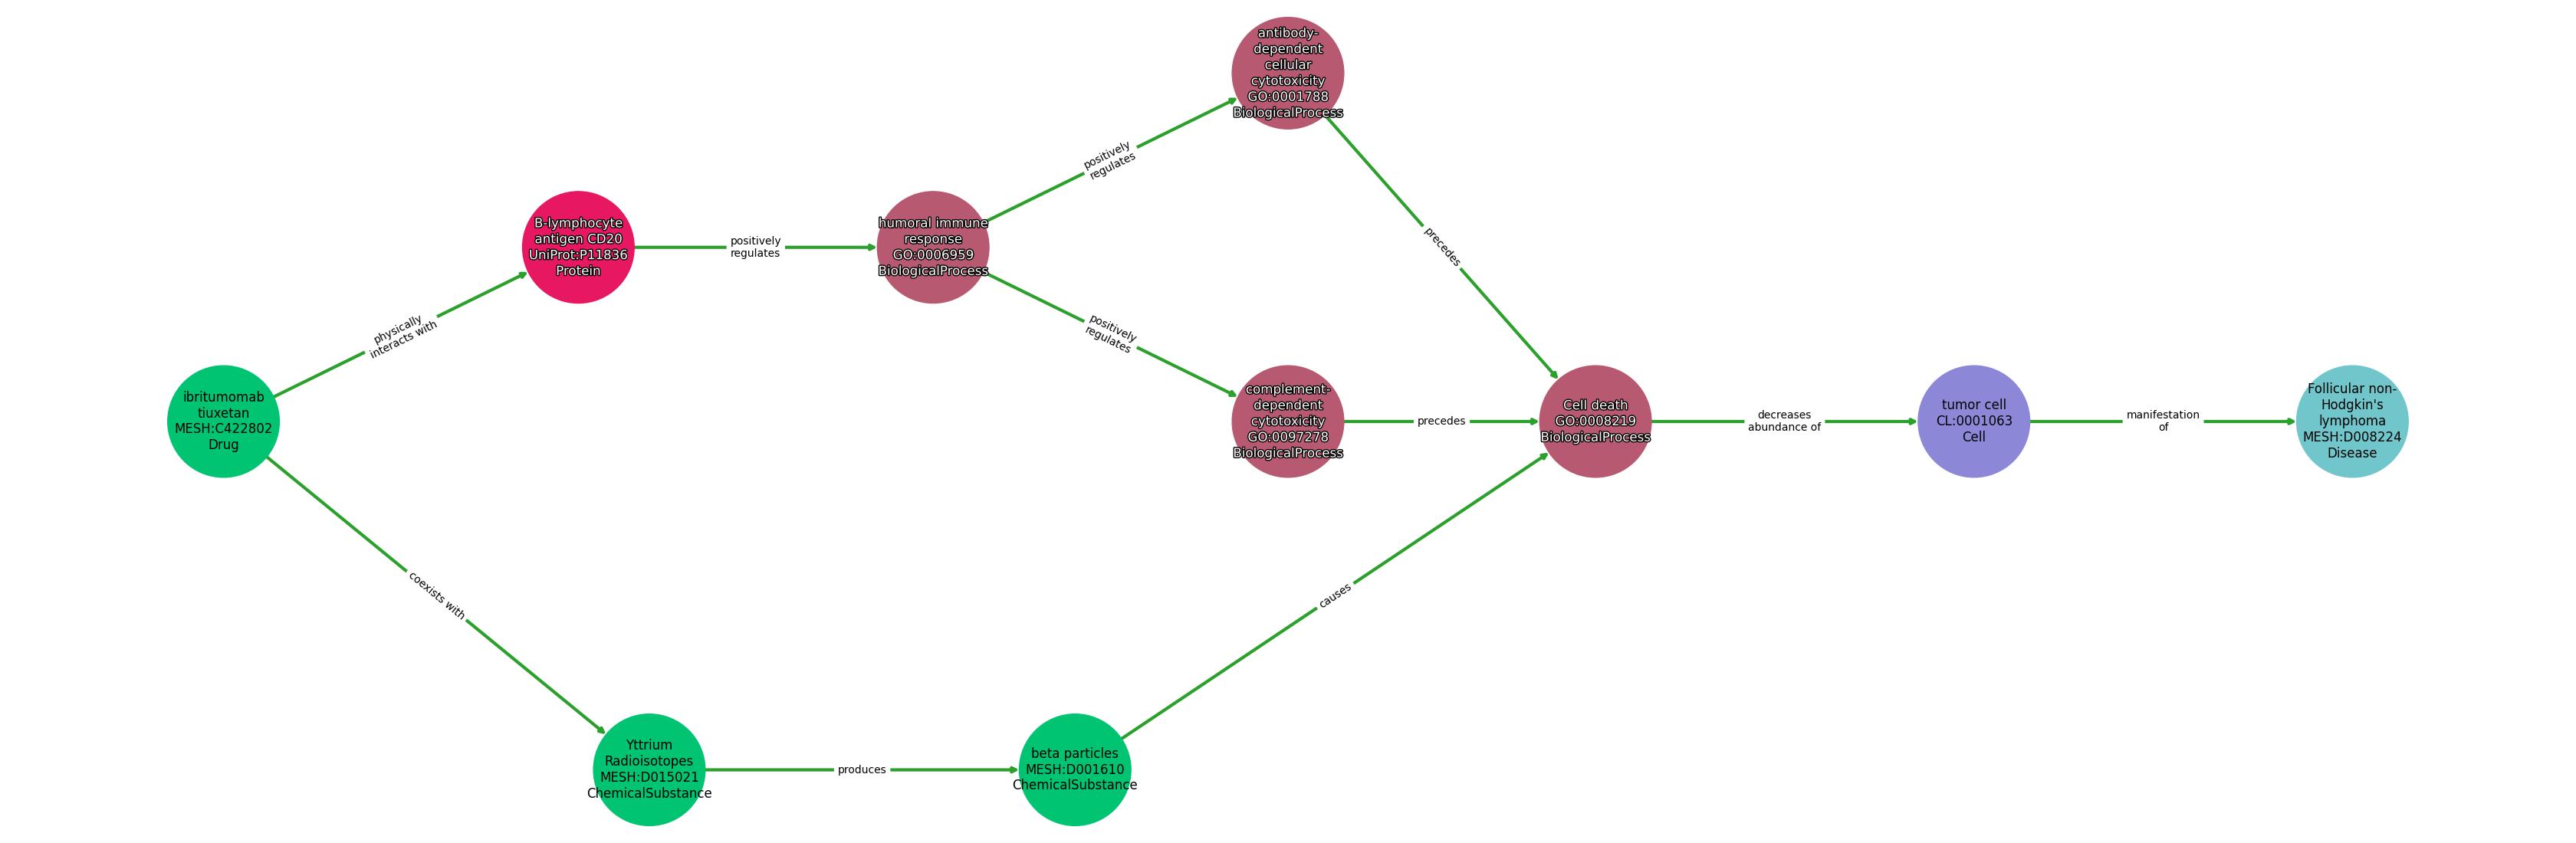 antibody-
dependent
cellular
cytotoxicity
GO:0001788
BiologicalProcess
positively
regulates
B-lymphocyte
antigen CD20
UniProt:P11836
Protein
positively
regulates
humoral immune
response
GO:0006959
BiologicalProcess
precedes
physically
interacts with
positively
regulates
ibritumomab
tiuxetan
MESH:C422802
Drug
complement-
dependent
cytotoxicity
GO:0097278
BiologicalProcess
precedes
Cell death
GO:0008219
BiologicalProcess
decreases
abundance of
tumor cell
CL:0001063
Cell
manifestation
of
Follicular non-
Hodgkin's
lymphoma
MESH:D008224
Disease
coexists with
causes
Yttrium
Radioisotopes
MESH:D015021
ChemicalSubstance
produces
beta particles
MESH:D001610
ChemicalSubstance